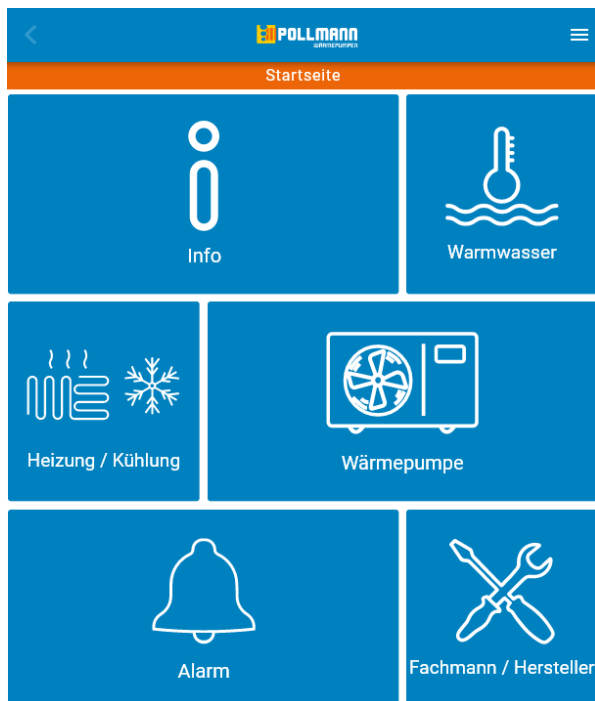 POLLMANN
WÄRMEPUMPEN
Startseite
Info
Warmwasser
Heizung / Kühlung
Wärmepumpe
Alarm
Fachmann / Hersteller